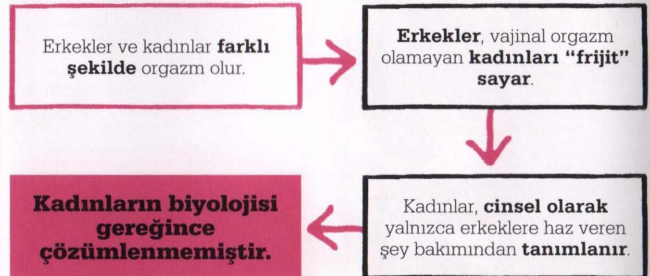 Erkekler ve kadınlar farklı
şekilde orgazm olur.
Erkekler, vajinal orgazm
olamayan kadınları “frijit”
sayar.
Kadınlar, cinsel olarak
yalnızca erkeklere haz veren
şey bakımından tanımlanır.
Kadınların biyolojisi
gereğince
çözümlenmemiştir.